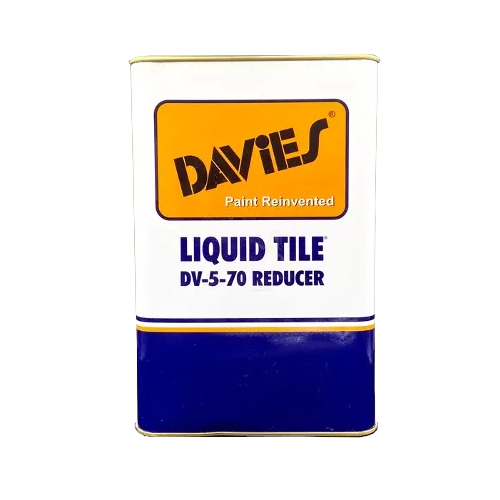 DAViES®
Paint Reinvented
LIQUID TILE®
DV-5-70 REDUCER